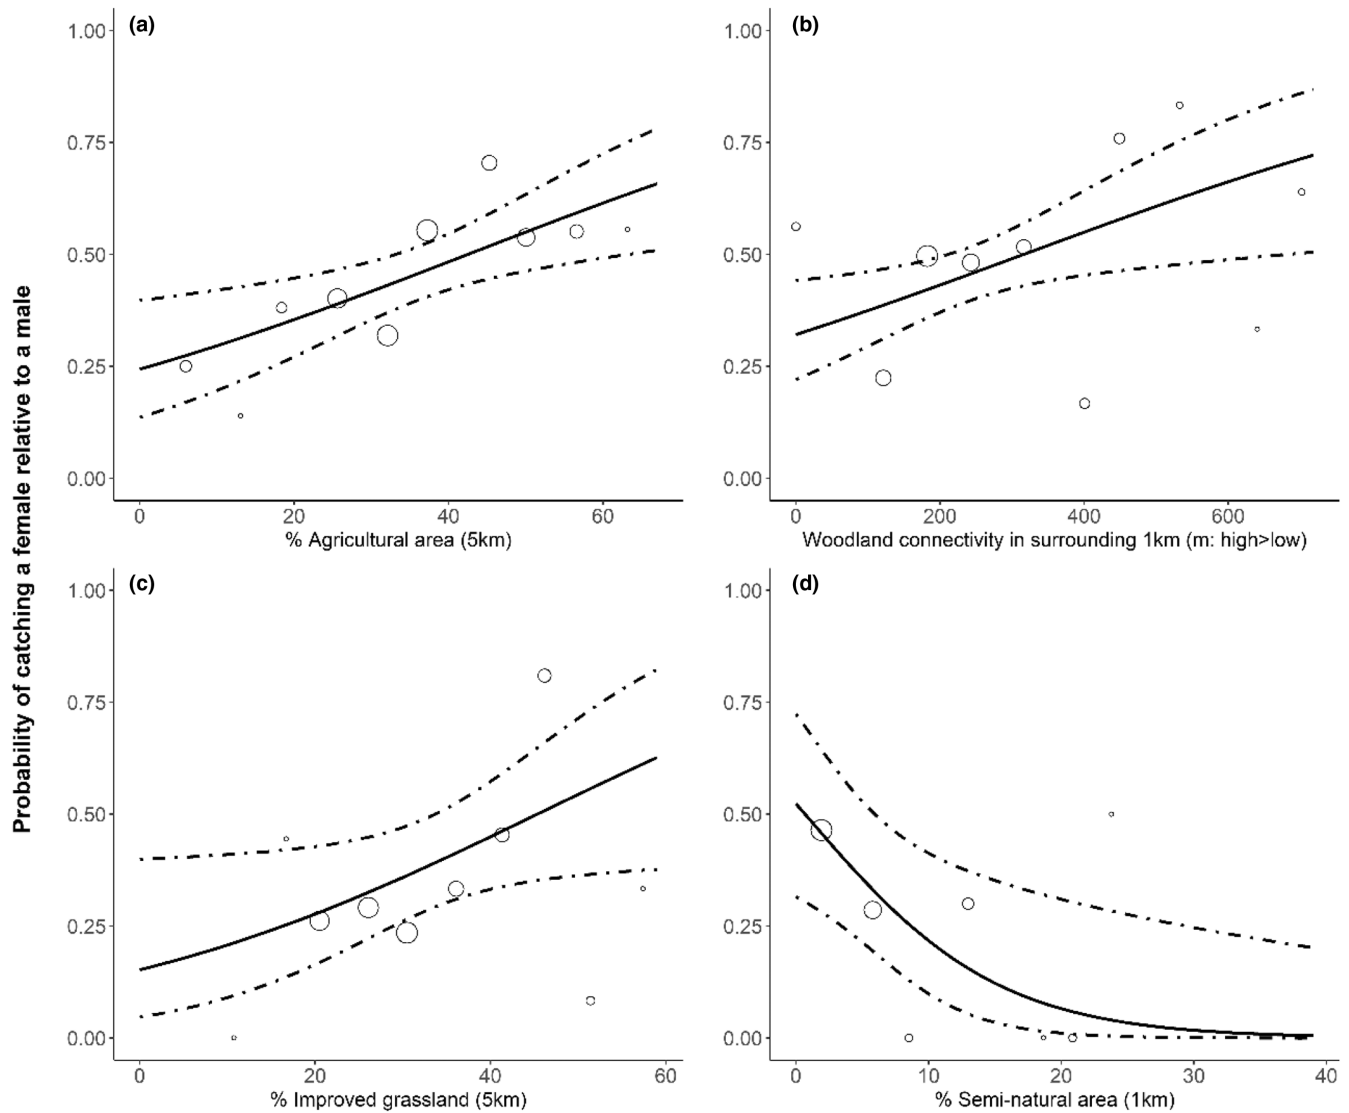 Probability of catching a female relative to a male
(a)
1.00
0.75
0.50
0.25
0.00
0 20 40 60
% Agricultural area (5km)
(b)
1.00
0.75
0.50
0.25
0.00
0 200 400 600
Woodland connectivity in surrounding 1km (m: high>low)
(c)
1.00
0.75
0.50
0.25
0.00
0 20 40 60
% Improved grassland (5km)
(d)
1.00
0.75
0.50
0.25
0.00
0 10 20 30 40
% Semi-natural area (1km)